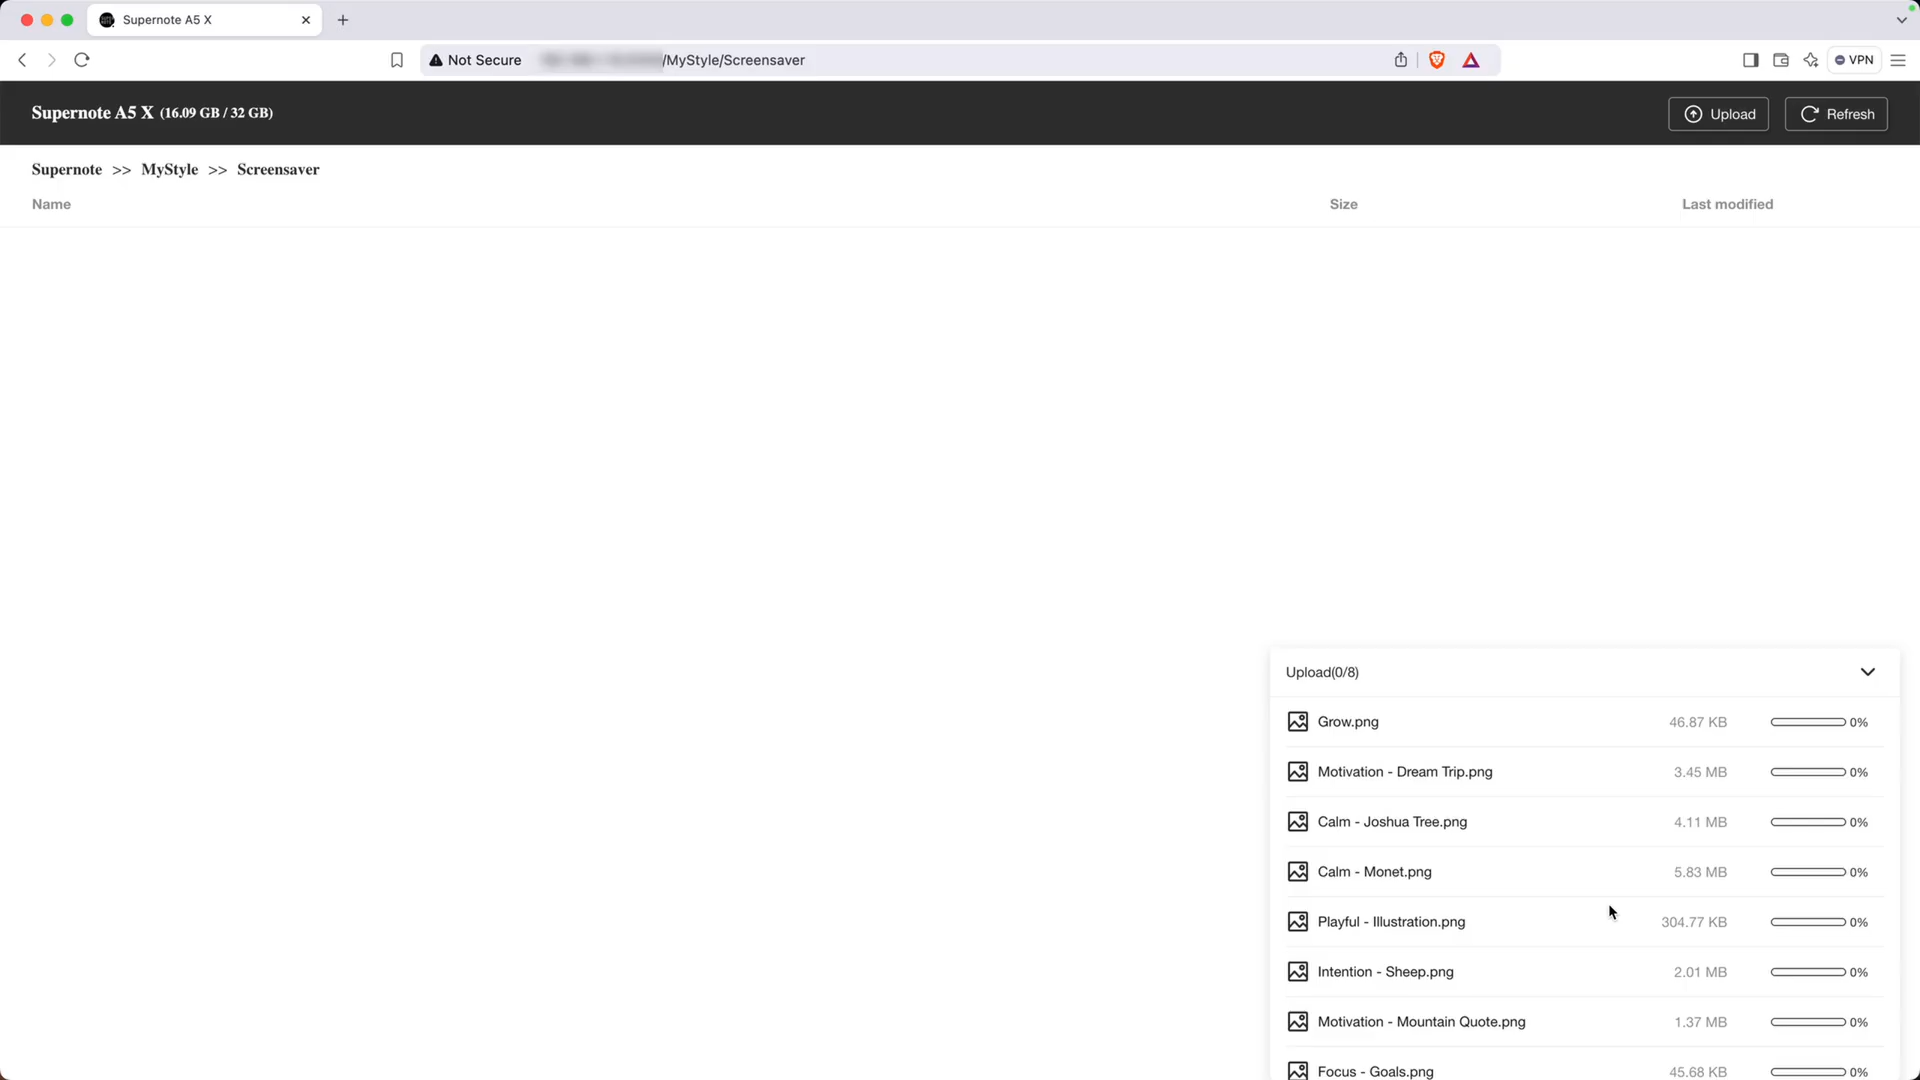 Supernote A5 X
Not Secure /MyStyle/Screensaver
VPN
Supernote A5 X (16.09 GB / 32 GB)
Upload
Refresh
Supernote >> MyStyle >> Screensaver
Name Size Last modified
Upload(0/8)
Grow.png 46.87 KB 0%
Motivation - Dream Trip.png 3.45 MB 0%
Calm - Joshua Tree.png 4.11 MB 0%
Calm - Monet.png 5.83 MB 0%
Playful - Illustration.png 304.77 KB 0%
Intention - Sheep.png 2.01 MB 0%
Motivation - Mountain Quote.png 1.37 MB 0%
Focus - Goals.png 45.68 KB 0%